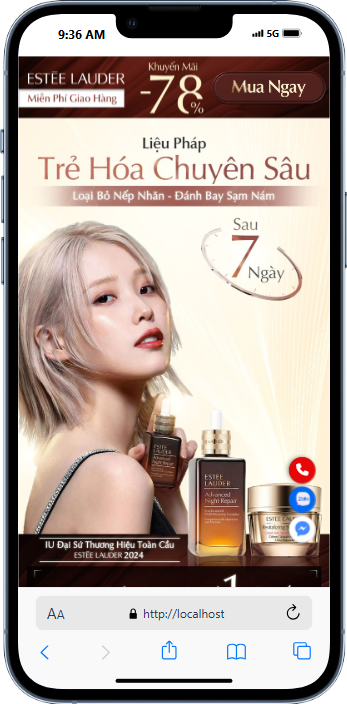 9:36 AM
5G
ESTĒE LAUDER
Miễn Phí Giao Hàng
Khuyến Mãi
-78%
Mua Ngay
Liệu Pháp
Trẻ Hóa Chuyên Sâu
Loại Bỏ Nếp Nhăn - Đánh Bay Sạm Nám
Sau
7
Ngày
ESTĒE
LAUDER
Advanced
Night Repair
ESTĒE LAUDER
Zalo
IU Đại Sứ Thương Hiệu Toàn Cầu
ESTĒE LAUDER 2024
AA
http://localhost